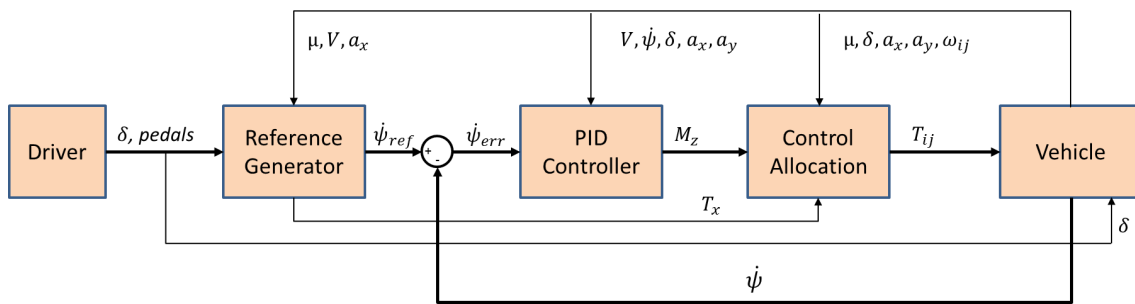 μ, V, a_x
V, ψ̇, δ, a_x, a_y
μ, δ, a_x, a_y, ω_ij
Driver
δ, pedals
Reference
Generator
ψ̇_ref
+
-
ψ̇_err
PID
Controller
M_z
Control
Allocation
T_ij
Vehicle
T_x
δ
ψ̇